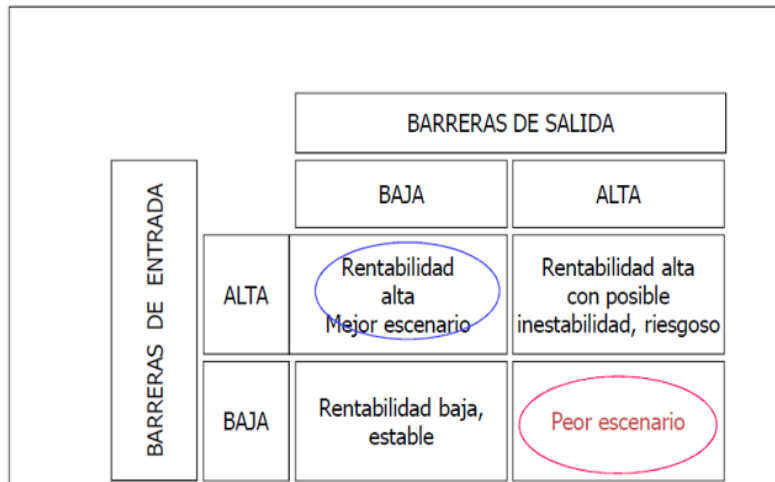 BARRERAS DE SALIDA
BAJA
ALTA
BARRERAS DE ENTRADA
ALTA
Rentabilidad
alta
Mejor escenario
Rentabilidad alta
con posible
inestabilidad, riesgoso
BAJA
Rentabilidad baja,
estable
Peor escenario